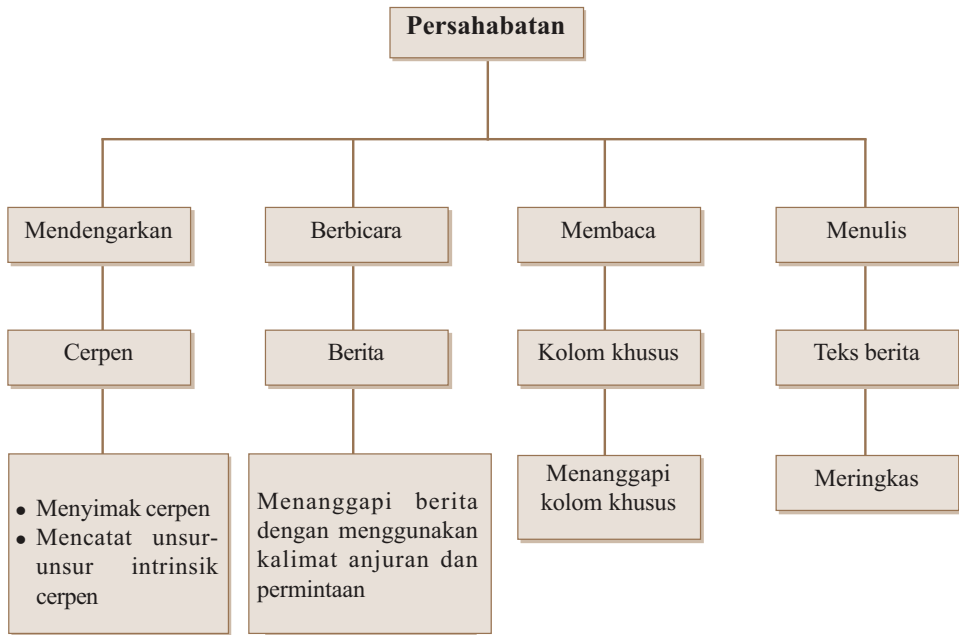 Persahabatan
Mendengarkan
Berbicara
Membaca
Menulis
Cerpen
Berita
Kolom khusus
Teks berita
• Menyimak cerpen
• Mencatat unsur-
unsur intrinsik
cerpen
Menanggapi berita
dengan menggunakan
kalimat anjuran dan
permintaan
Menanggapi
kolom khusus
Meringkas